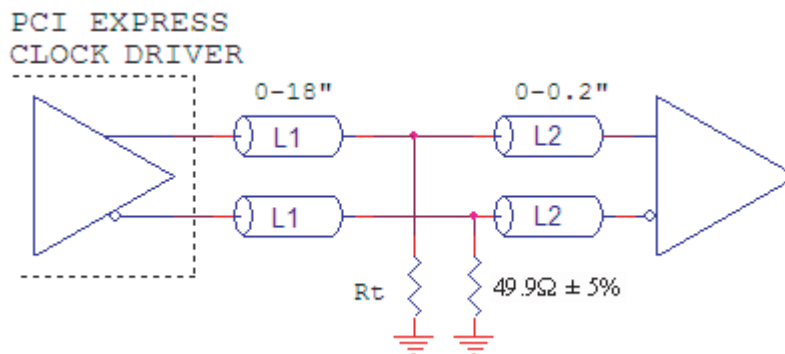 PCI EXPRESS
CLOCK DRIVER
0-18"
0-0.2"
L1
L2
L1
L2
Rt
49.9Ω ± 5%